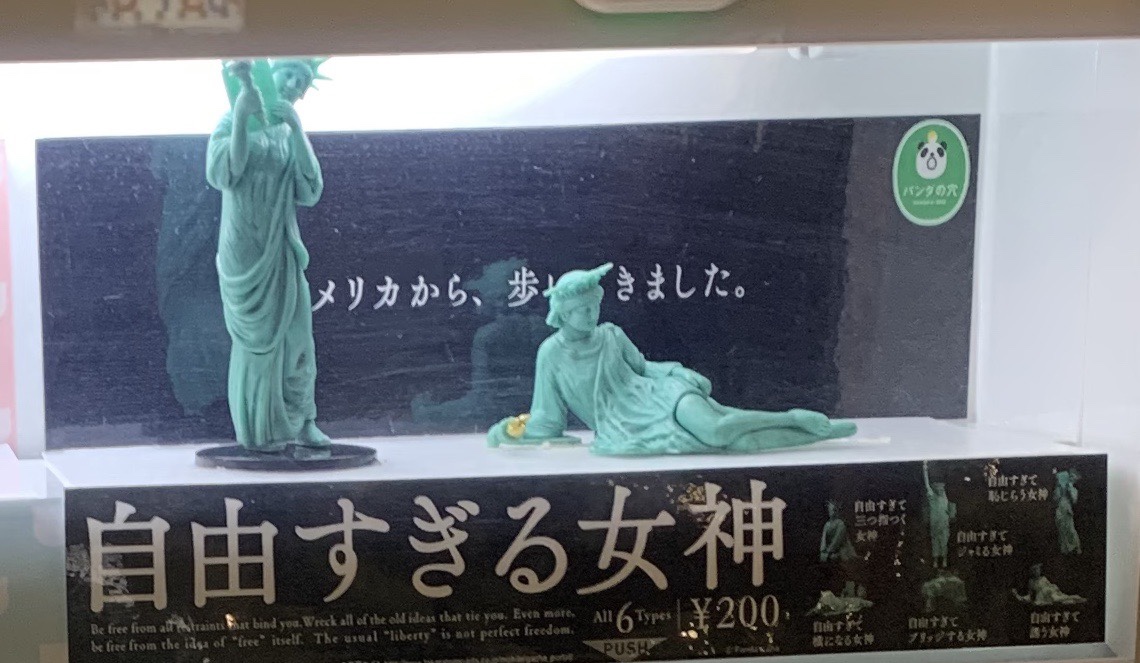 パンダの穴
メリカから、歩 きました。
自由すぎる女神
Be free from all restraints that bind you. Wreck all of the old ideas that tie you. Even more,
be free from the idea of "free" itself. The usual "liberty" is not perfect freedom.
All 6 Types
¥200
PUSH
自由すぎて
三つ指つく
女神
自由すぎて
恥じらう女神
自由すぎて
ジャミる女神
自由すぎて
横になる女神
自由すぎて
ブリッジする女神
自由すぎて
誘う女神